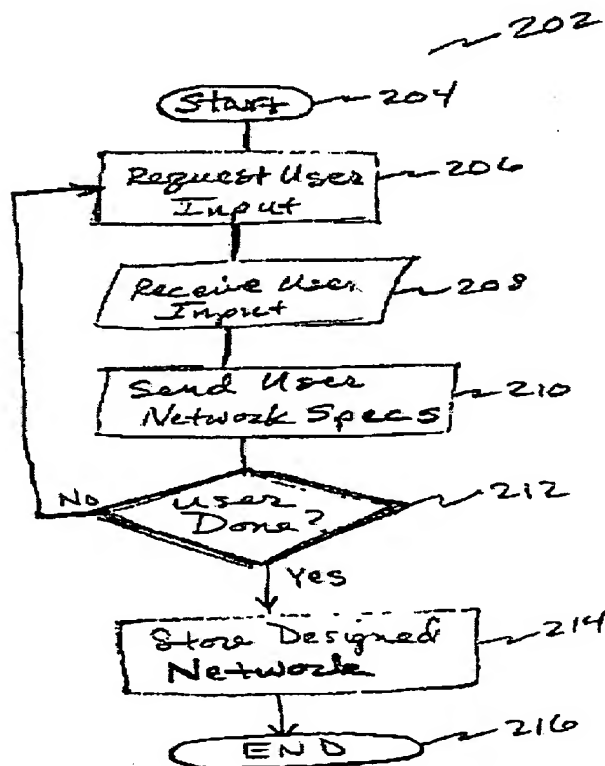 202
Start
204
Request User
Input
206
Receive User
Input
208
Send User
Network Specs
210
User
Done?
212
No
Yes
Store Designed
Network
214
END
216